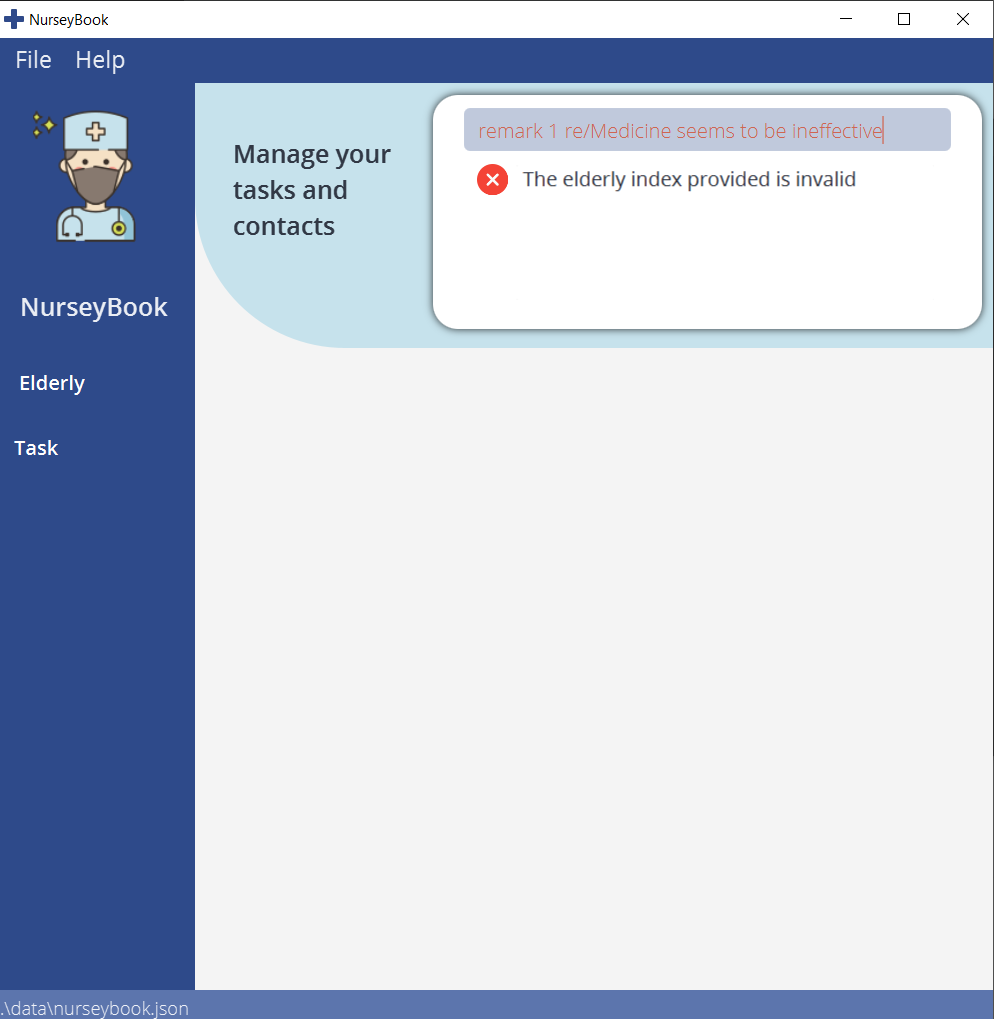 NurseyBook
File Help
Manage your
tasks and
contacts
remark 1 re/Medicine seems to be ineffective
The elderly index provided is invalid
NurseyBook
Elderly
Task
.\data\nurseybook.json